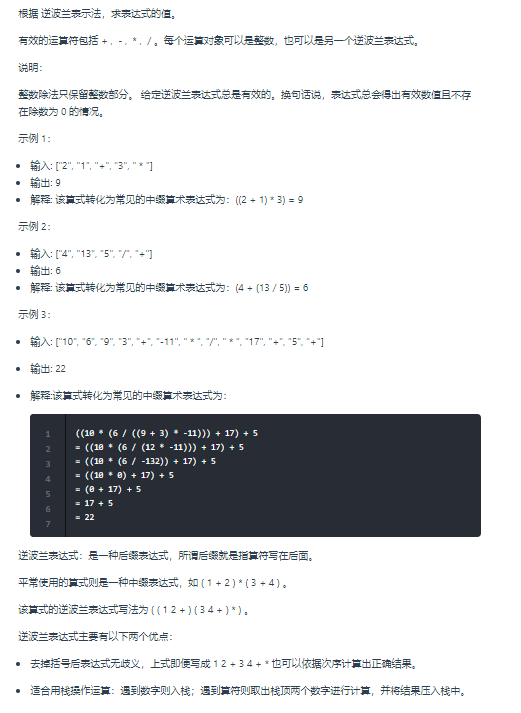 根据 逆波兰表示法，求表达式的值。
有效的运算符包括 + ,  - ,  * ,  / 。每个运算对象可以是整数，也可以是另一个逆波兰表达式。
说明：
整数除法只保留整数部分。 给定逆波兰表达式总是有效的。换句话说，表达式总会得出有效数值且不存
在除数为 0 的情况。
示例 1：
输入: ["2", "1", "+", "3", " * "]
输出: 9
解释: 该算式转化为常见的中缀算术表达式为：((2 + 1) * 3) = 9
示例 2：
输入: ["4", "13", "5", "/", "+"]
输出: 6
解释: 该算式转化为常见的中缀算术表达式为：(4 + (13 / 5)) = 6
示例 3：
输入: ["10", "6", "9", "3", "+", "-11", " * ", "/", " * ", "17", "+", "5", "+"]
输出: 22
解释:该算式转化为常见的中缀算术表达式为：
1 ((10 * (6 / ((9 + 3) * -11))) + 17) + 5
2 = ((10 * (6 / (12 * -11))) + 17) + 5
3 = ((10 * (6 / -132)) + 17) + 5
4 = ((10 * 0) + 17) + 5
5 = (0 + 17) + 5
6 = 17 + 5
7 = 22
逆波兰表达式：是一种后缀表达式，所谓后缀就是指算符写在后面。
平常使用的算式则是一种中缀表达式，如 ( 1 + 2 ) * ( 3 + 4 ) 。
该算式的逆波兰表达式写法为 ( ( 1 2 + ) ( 3 4 + ) * ) 。
逆波兰表达式主要有以下两个优点：
去掉括号后表达式无歧义，上式即便写成 1 2 + 3 4 + * 也可以依据次序计算出正确结果。
适合用栈操作运算：遇到数字则入栈；遇到算符则取出栈顶两个数字进行计算，并将结果压入栈中。